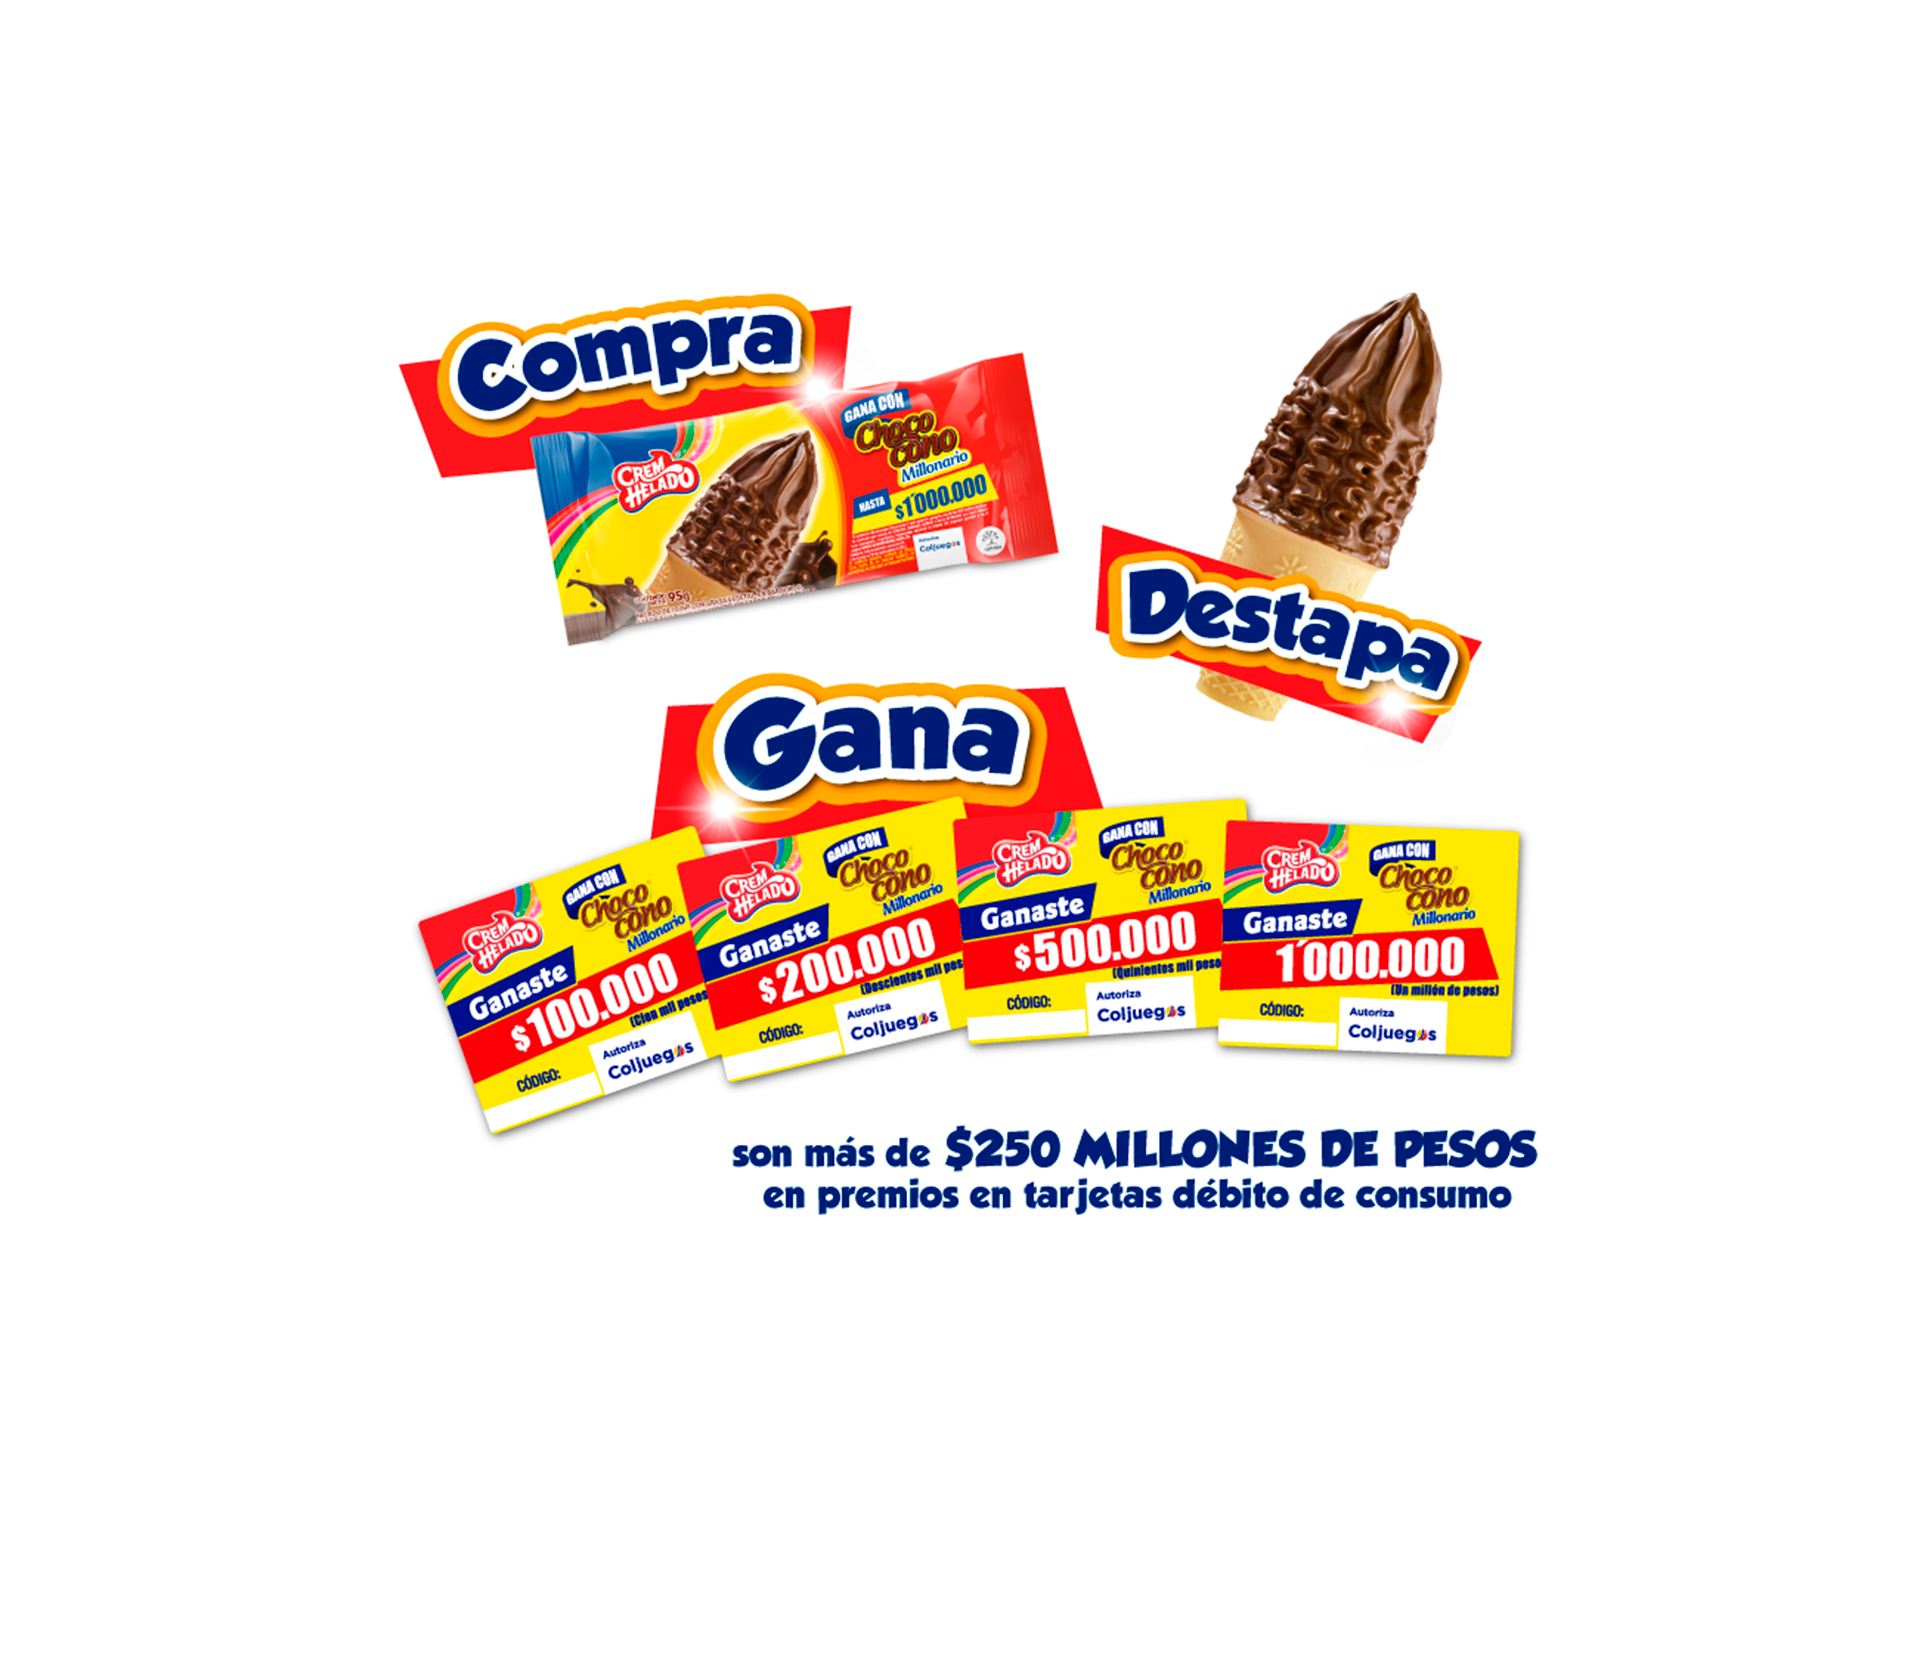 Compra
GANA CON
Choco
cono
Millonario
CREM
HELADO
HASTA
$1'000.000
Autoriza
Coljuegos
95g
Destapa
Gana
CREM
HELADO
GANA CON
Choco
cono
Millonario
Ganaste
$100.000
(Cien mil pesos
CÓDIGO:
Autoriza
Coljuegos
CREM
HELADO
GANA CON
Choco
cono
Millonario
Ganaste
$200.000
(Doscientos mil pes
CÓDIGO:
Autoriza
Coljuegos
CREM
HELADO
GANA CON
Choco
cono
Millonario
Ganaste
$500.000
(Quinientos mil peso
CÓDIGO:
Autoriza
Coljuegos
CREM
HELADO
GANA CON
Choco
cono
Millonario
Ganaste
1'000.000
(Un millón de pesos)
CÓDIGO:
Autoriza
Coljuegos
son más de $250 MILLONES DE PESOS
en premios en tarjetas débito de consumo